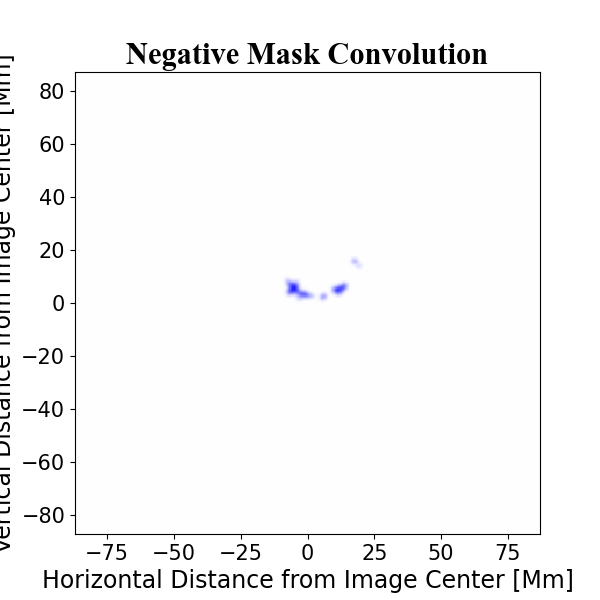 Negative Mask Convolution
Vertical Distance from Image Center [Mm]
80
60
40
20
0
−20
−40
−60
−80
−75 −50 −25 0 25 50 75
Horizontal Distance from Image Center [Mm]